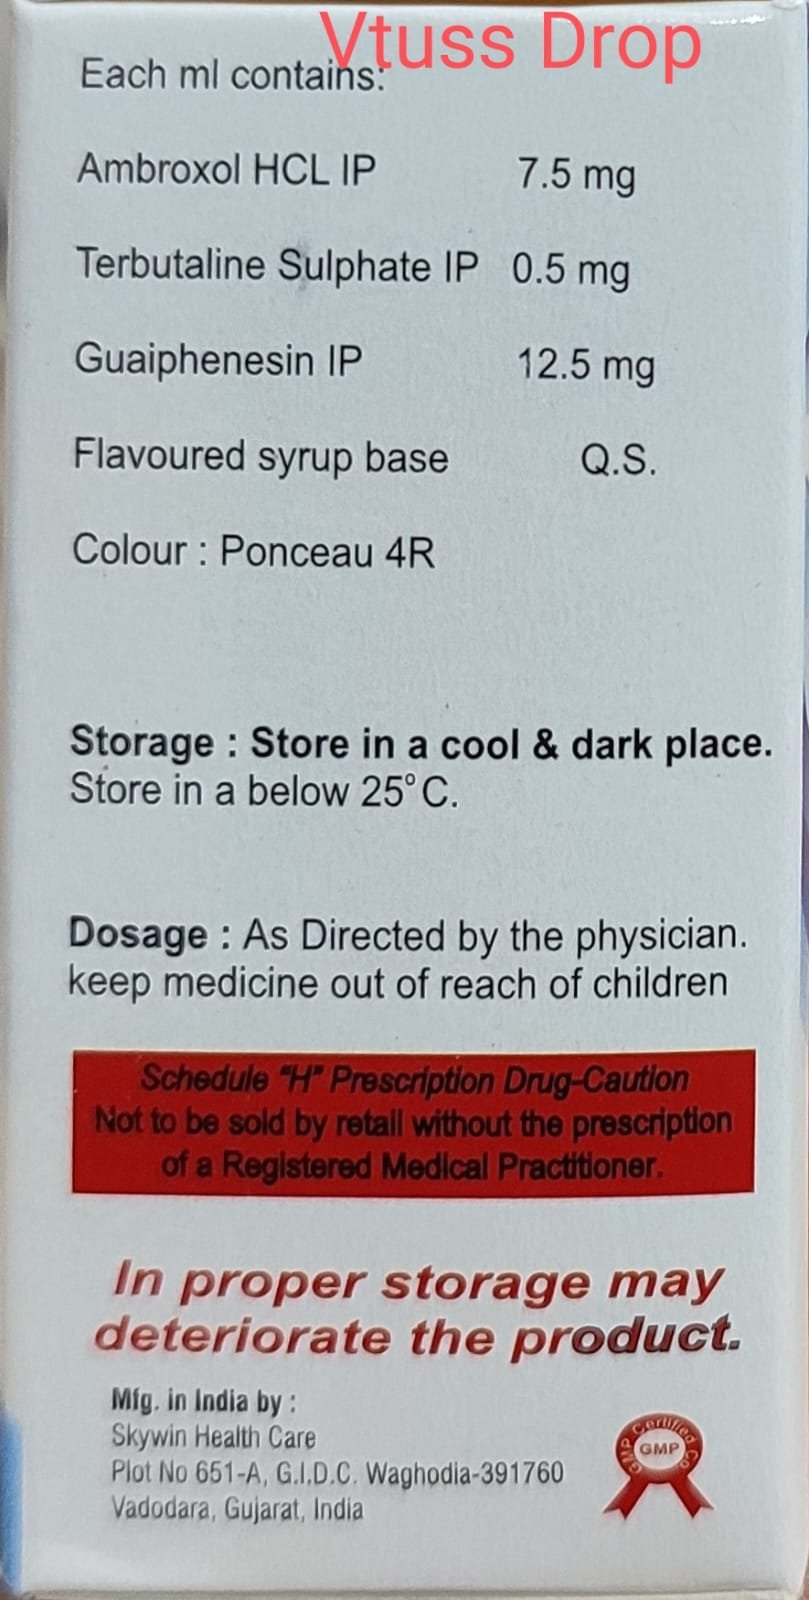 Vtuss Drop
Each ml contains:
Ambroxol HCL IP 7.5 mg
Terbutaline Sulphate IP 0.5 mg
Guaiphenesin IP 12.5 mg
Flavoured syrup base Q.S.
Colour : Ponceau 4R
Storage : Store in a cool & dark place.
Store in a below 25°C.
Dosage : As Directed by the physician.
keep medicine out of reach of children
Schedule "H" Prescription Drug-Caution
Not to be sold by retail without the prescription
of a Registered Medical Practitioner.
In proper storage may
deteriorate the product.
Mfg. in India by :
Skywin Health Care
Plot No 651-A, G.I.D.C. Waghodia-391760
Vadodara, Gujarat, India
GMP Certified Co
GMP